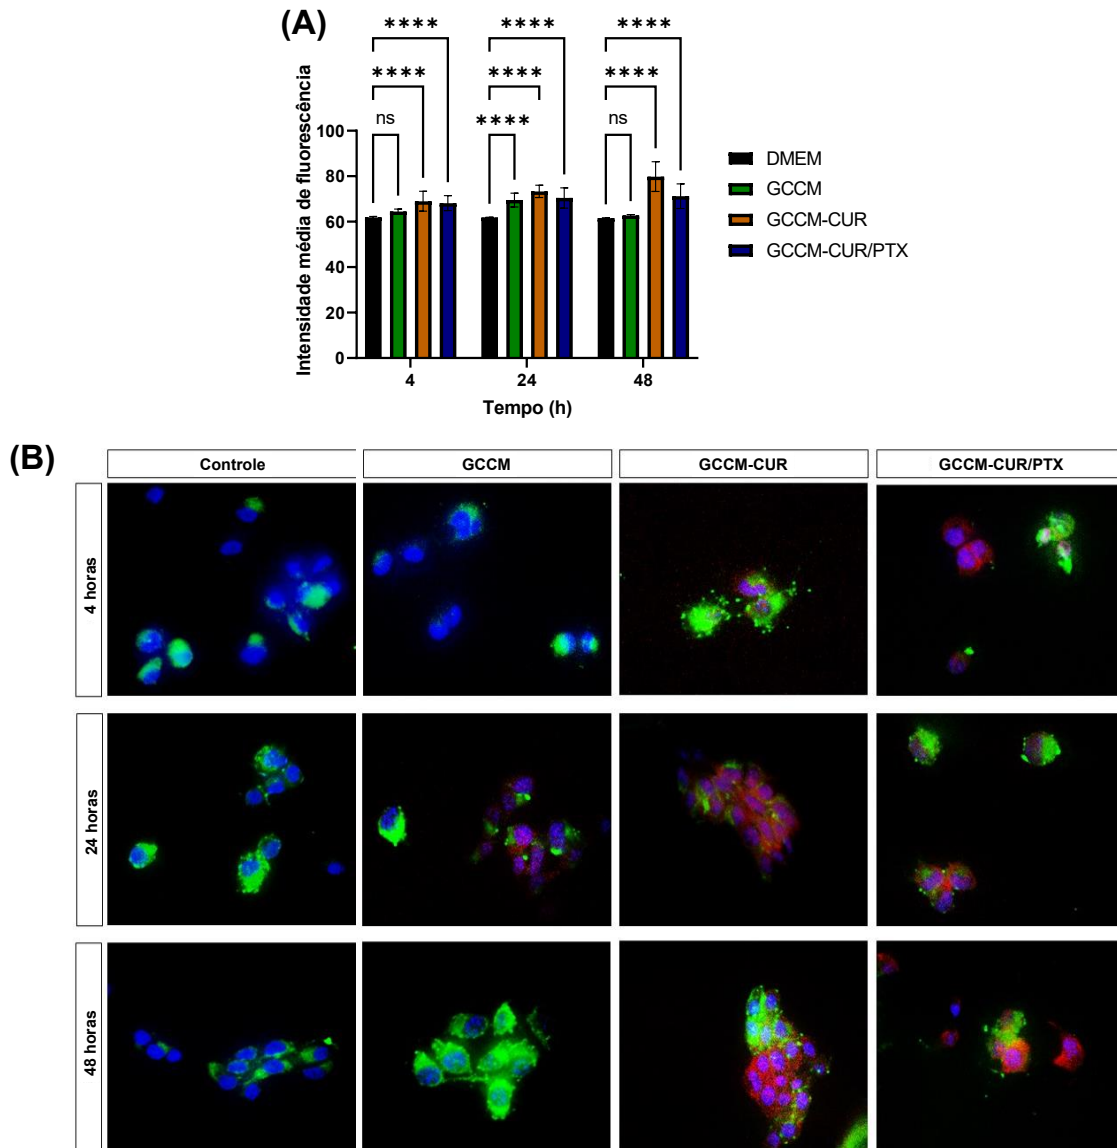 (A)
**** **** ****
**** **** ****
ns **** ns
Intensidade média de fluorescência
100
80
60
40
20
0
4 24 48
Tempo (h)
DMEM
GCCM
GCCM-CUR
GCCM-CUR/PTX
(B)
Controle GCCM GCCM-CUR GCCM-CUR/PTX
4 horas
24 horas
48 horas